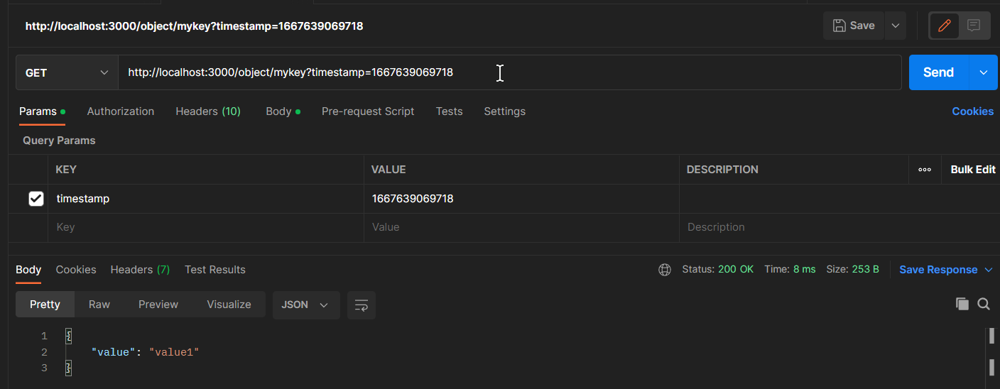 http://localhost:3000/object/mykey?timestamp=1667639069718 Save
GET http://localhost:3000/object/mykey?timestamp=1667639069718 Send
Params Authorization Headers (10) Body Pre-request Script Tests Settings Cookies
Query Params
KEY VALUE DESCRIPTION Bulk Edit
timestamp 1667639069718
Key Value Description
Body Cookies Headers (7) Test Results Status: 200 OK Time: 8 ms Size: 253 B Save Response
Pretty Raw Preview Visualize JSON
1 {
2 "value": "value1"
3 }